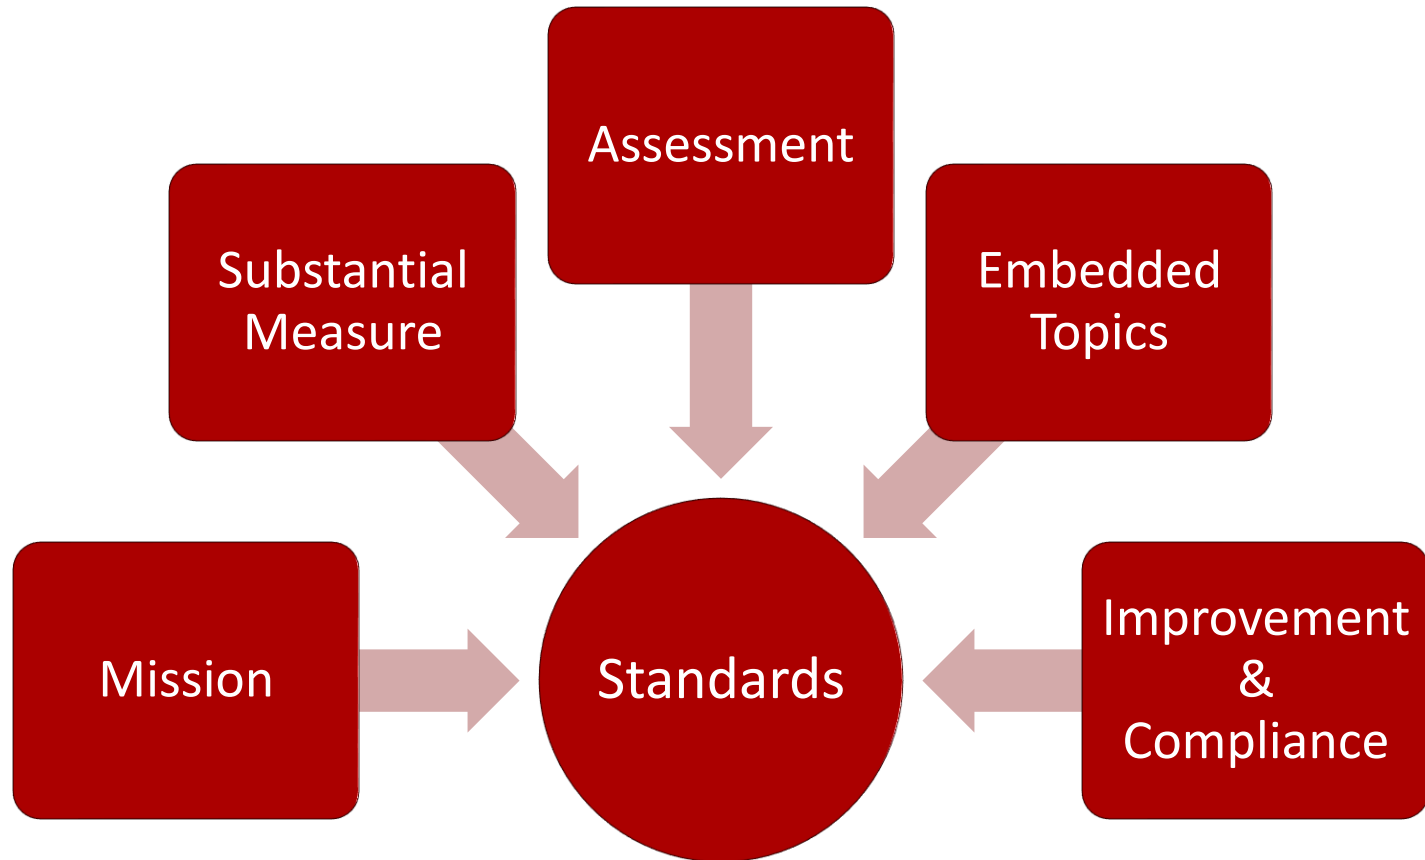 Assessment
Substantial
Measure
Embedded
Topics
Mission
Standards
Improvement
&
Compliance